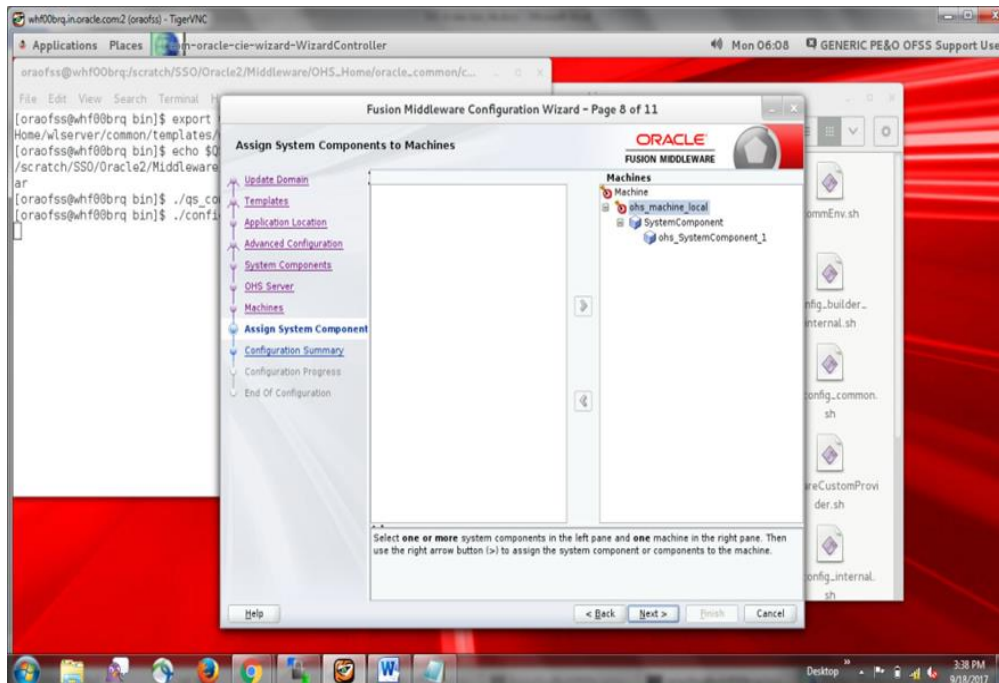 whf00brq.in.oracle.com:2 (oraofss) - TigerVNC
Applications Places m-oracle-cie-wizard-WizardController Mon 06:08 GENERIC PE&O OFSS Support Use
oraofss@whf00brq:/scratch/SSO/Oracle2/Middleware/OHS_Home/oracle_common/c...
File Edit View Search Terminal H
[oraofss@whf00brq bin]$ export
Home/wlserver/common/templates/
[oraofss@whf00brq bin]$ echo $Q
/scratch/SSO/Oracle2/Middleware
ar
[oraofss@whf00brq bin]$ ./qs_co
[oraofss@whf00brq bin]$ ./confi
Fusion Middleware Configuration Wizard - Page 8 of 11
Assign System Components to Machines
ORACLE
FUSION MIDDLEWARE
Update Domain
Templates
Application Location
Advanced Configuration
System Components
OHS Server
Machines
Assign System Component
Configuration Summary
Configuration Progress
End Of Configuration
Machines
Machine
ohs_machine_local
SystemComponent
ohs_SystemComponent_1
Select one or more system components in the left pane and one machine in the right pane. Then
use the right arrow button (>) to assign the system component or components to the machine.
Help
< Back Next > Finish Cancel
ommEnv.sh
nfig_builder_
internal.sh
config_common.
sh
areCustomProvi
der.sh
config_internal.
sh
Desktop
3:38 PM
9/18/2017